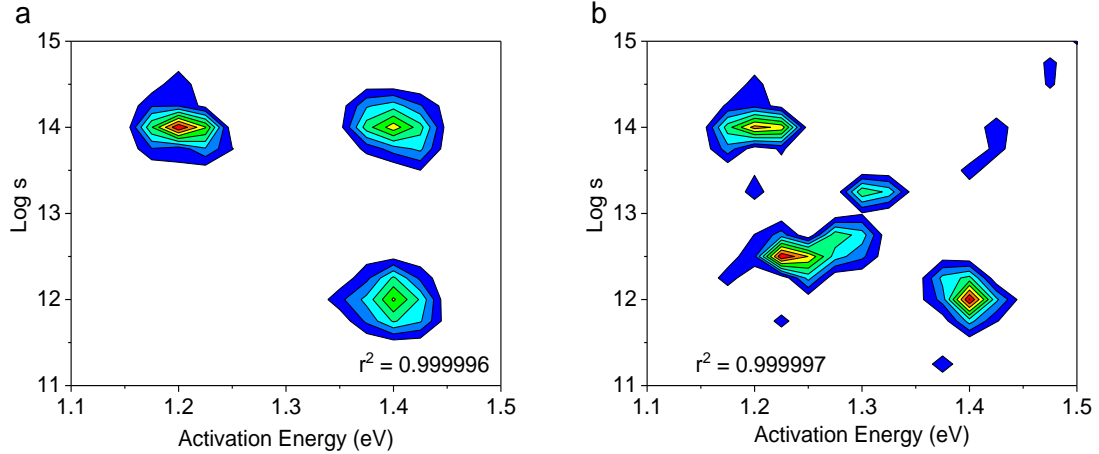 a
15
14
13
12
11
Log s
r² = 0.999996
1.1 1.2 1.3 1.4 1.5
Activation Energy (eV)
b
15
14
13
12
11
Log s
r² = 0.999997
1.1 1.2 1.3 1.4 1.5
Activation Energy (eV)